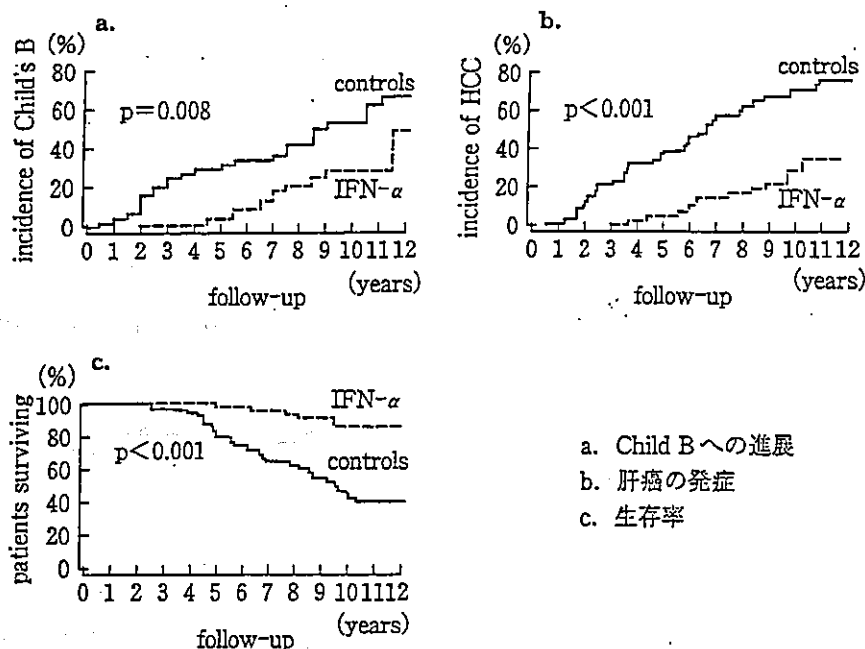 a.
(%)
incidence of Child's B
80
60
40
20
0
p=0.008
controls
IFN-α
0 1 2 3 4 5 6 7 8 9 10 11 12
(years)
follow-up
b.
(%)
incidence of HCC
80
60
40
20
0
p<0.001
controls
IFN-α
0 1 2 3 4 5 6 7 8 9 10 11 12
(years)
follow-up
c.
(%)
patients surviving
100
80
60
40
20
0
p<0.001
IFN-α
controls
0 1 2 3 4 5 6 7 8 9 10 11 12
(years)
follow-up
a. Child Bへの進展
b. 肝癌の発症
c. 生存率